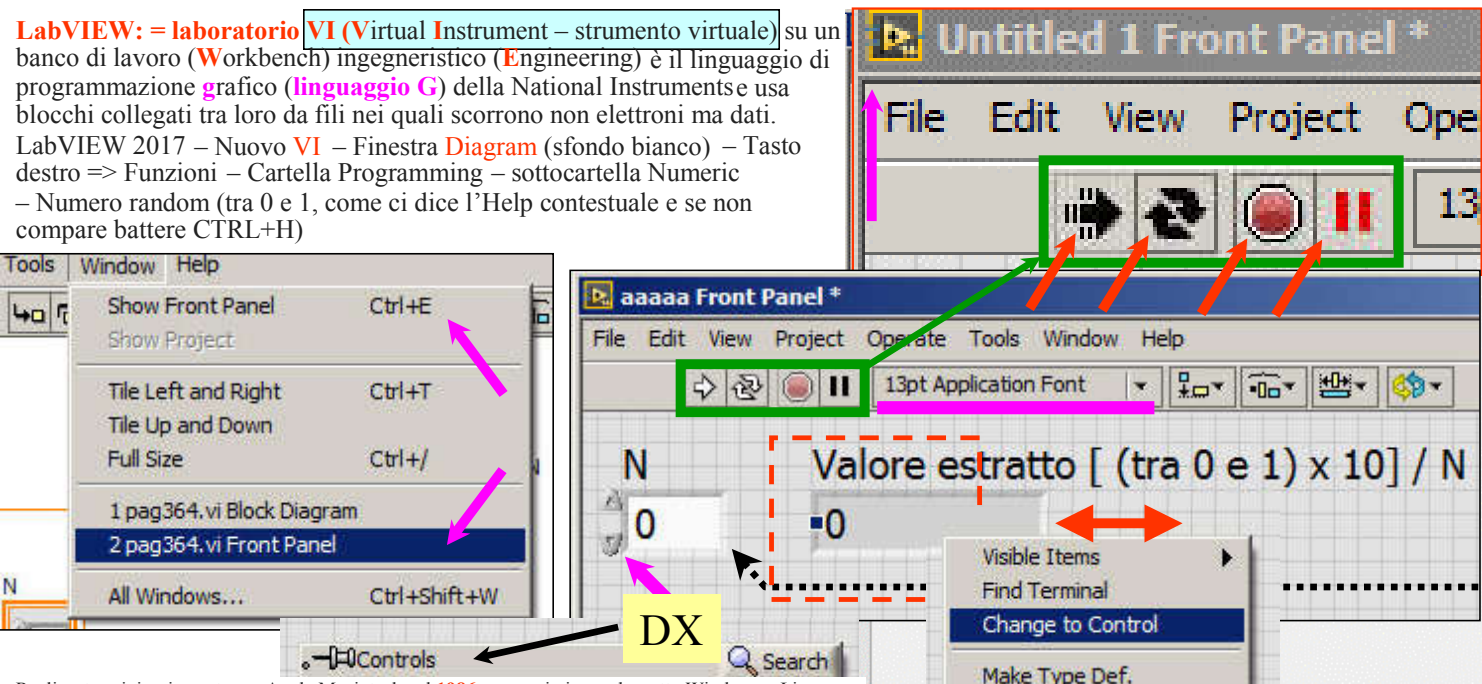 LabVIEW: = laboratorio VI (Virtual Instrument – strumento virtuale) su un
banco di lavoro (Workbench) ingegneristico (Engineering) è il linguaggio di
programmazione grafico (linguaggio G) della National Instruments e usa
blocchi collegati tra loro da fili nei quali scorrono non elettroni ma dati.
LabVIEW 2017 – Nuovo VI – Finestra Diagram (sfondo bianco) – Tasto
destro => Funzioni – Cartella Programming – sottocartella Numeric
– Numero random (tra 0 e 1, come ci dice l’Help contestuale e se non
compare battere CTRL+H)
Untitled 1 Front Panel *
File Edit View Project Ope
13
Tools Window Help
Show Front Panel Ctrl+E
Show Project
Tile Left and Right Ctrl+T
Tile Up and Down
Full Size Ctrl+/
1 pag364.vi Block Diagram
2 pag364.vi Front Panel
All Windows... Ctrl+Shift+W
N
aaaaa Front Panel *
File Edit View Project Operate Tools Window Help
13pt Application Font
N Valore estratto [ (tra 0 e 1) x 10] / N
0 0
Visible Items
Find Terminal
Change to Control
Make Type Def.
DX
Controls Search